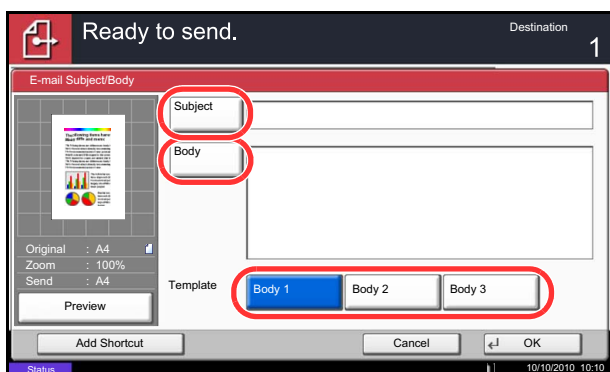 Ready to send.
Destination
1
E-mail Subject/Body
Subject
Body
Original : A4
Zoom : 100%
Send : A4
Preview
Template
Body 1
Body 2
Body 3
Add Shortcut
Cancel
OK
Status
10/10/2010 10:10